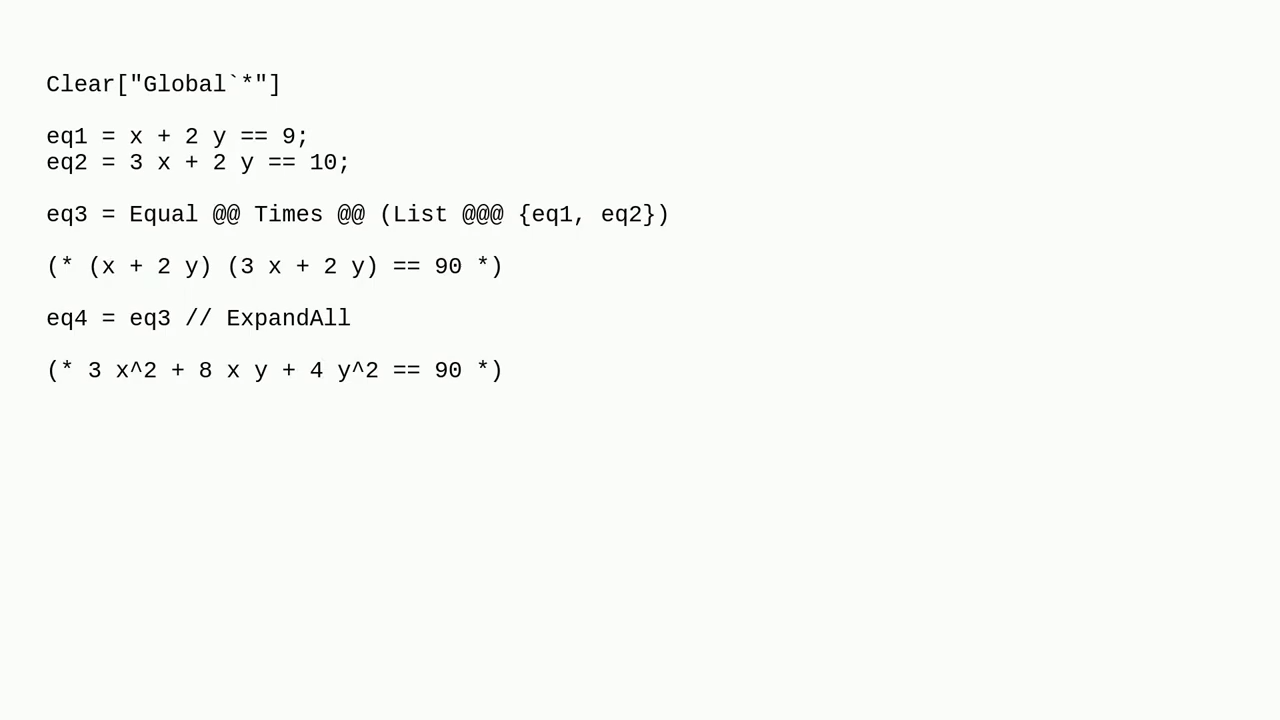 Clear["Global`*"]
eq1 = x + 2 y == 9;
eq2 = 3 x + 2 y == 10;
eq3 = Equal @@ Times @@ (List @@@ {eq1, eq2})
(* (x + 2 y) (3 x + 2 y) == 90 *)
eq4 = eq3 // ExpandAll
(* 3 x^2 + 8 x y + 4 y^2 == 90 *)